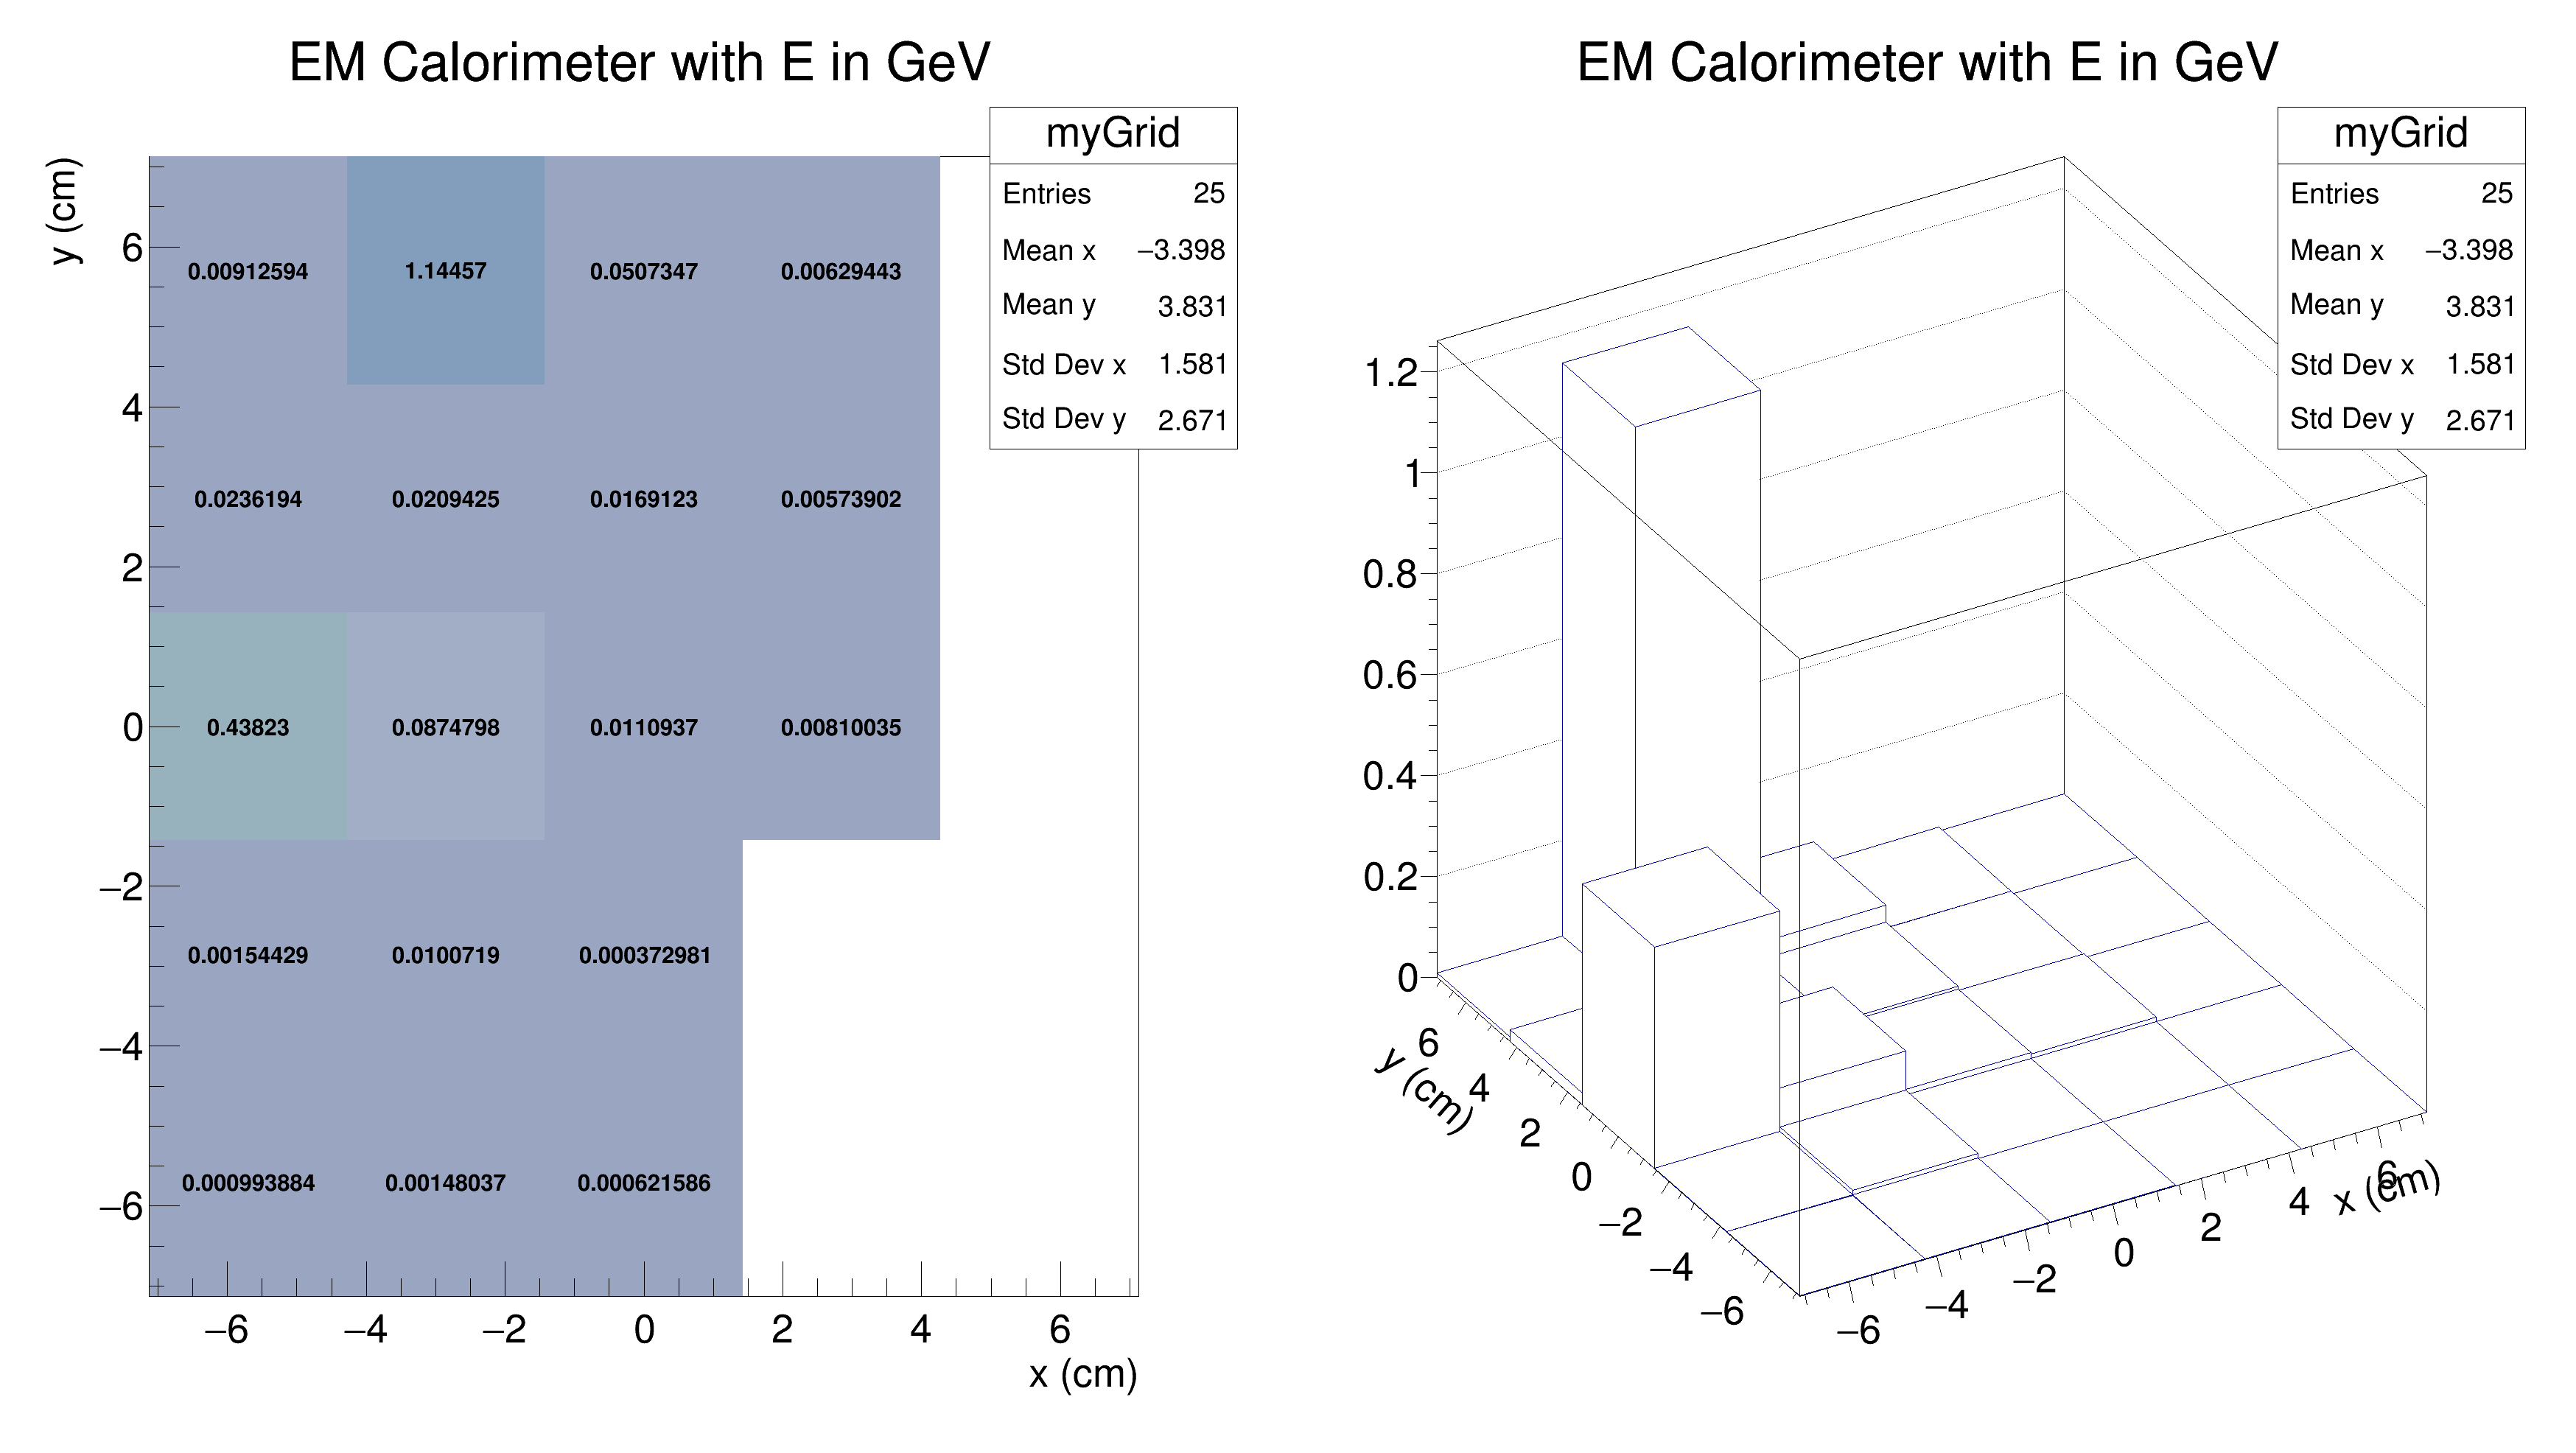 EM Calorimeter with E in GeV
myGrid
Entries 25
Mean x −3.398
Mean y 3.831
Std Dev x 1.581
Std Dev y 2.671
y (cm)
6
4
2
0
−2
−4
−6
0.00912594 1.14457 0.0507347 0.00629443
0.0236194 0.0209425 0.0169123 0.00573902
0.43823 0.0874798 0.0110937 0.00810035
0.00154429 0.0100719 0.000372981
0.000993884 0.00148037 0.000621586
−6 −4 −2 0 2 4 6
x (cm)
EM Calorimeter with E in GeV
myGrid
Entries 25
Mean x −3.398
Mean y 3.831
Std Dev x 1.581
Std Dev y 2.671
1.2
1
0.8
0.6
0.4
0.2
0
6
4
2
0
−2
−4
−6
y (cm)
−6
−4
−2
0
2
4
6
x (cm)